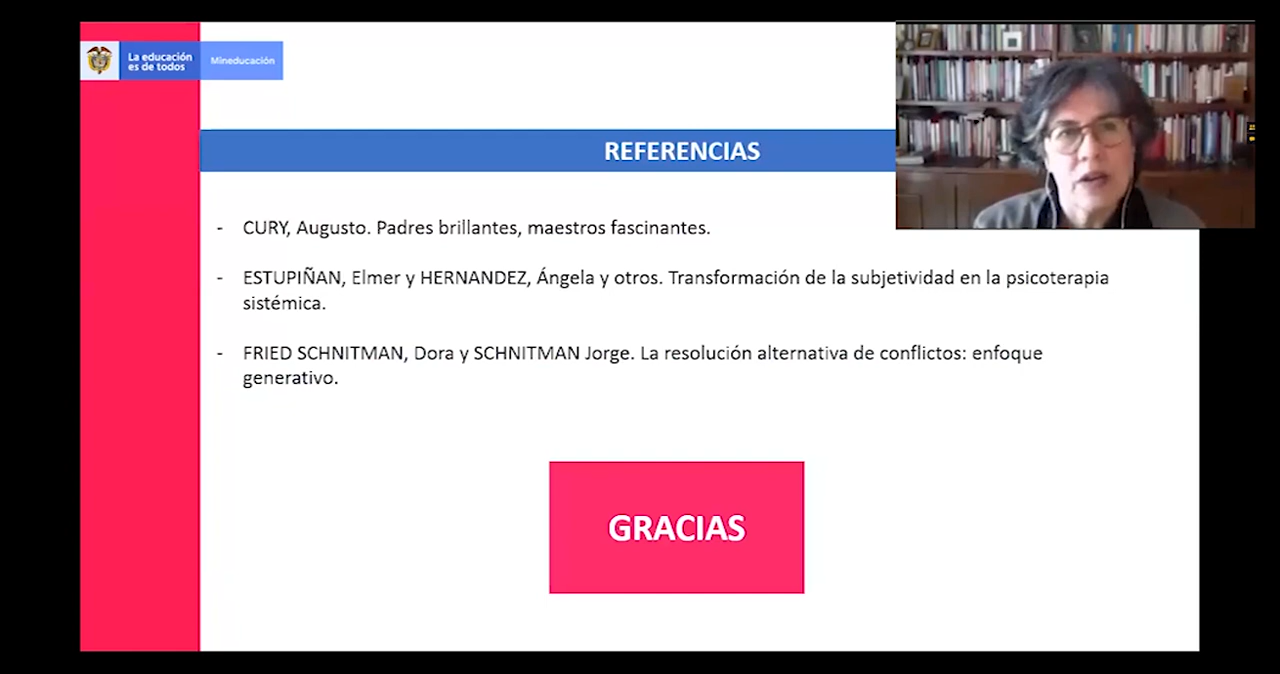 La educación
es de todos
Mineducación
REFERENCIAS
- CURY, Augusto. Padres brillantes, maestros fascinantes.
- ESTUPIÑAN, Elmer y HERNANDEZ, Ángela y otros. Transformación de la subjetividad en la psicoterapia
sistémica.
- FRIED SCHNITMAN, Dora y SCHNITMAN Jorge. La resolución alternativa de conflictos: enfoque
generativo.
GRACIAS